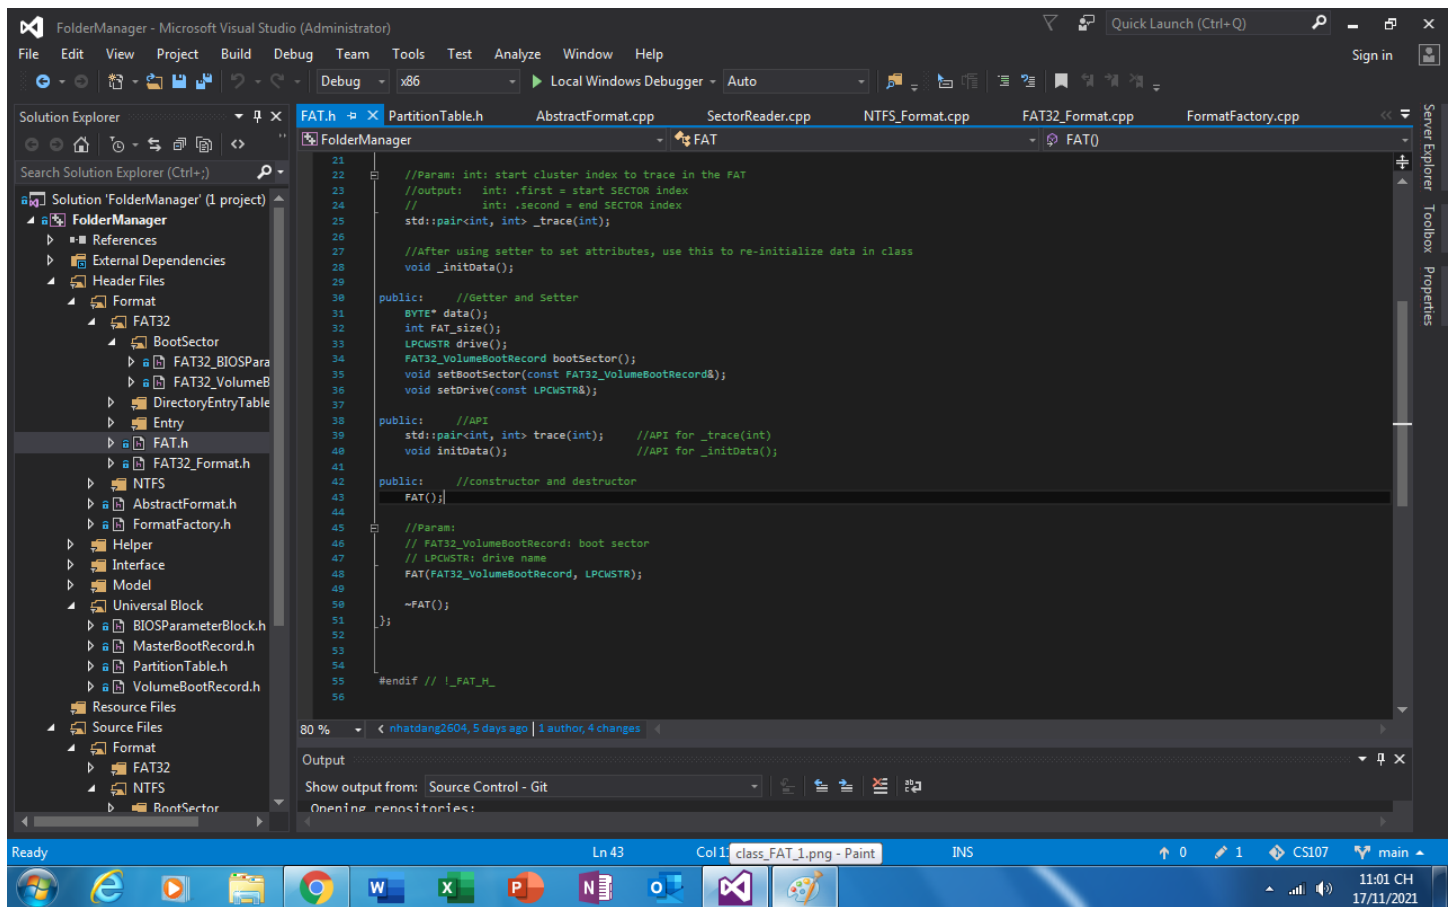 FolderManager - Microsoft Visual Studio (Administrator)
Quick Launch (Ctrl+Q)
File Edit View Project Build Debug Team Tools Test Analyze Window Help
Sign in
Debug x86 Local Windows Debugger Auto
Solution Explorer
Search Solution Explorer (Ctrl+;)
Solution 'FolderManager' (1 project)
FolderManager
References
External Dependencies
Header Files
Format
FAT32
BootSector
FAT32_BIOSPara
FAT32_VolumeB
DirectoryEntryTable
Entry
FAT.h
FAT32_Format.h
NTFS
AbstractFormat.h
FormatFactory.h
Helper
Interface
Model
Universal Block
BIOSParameterBlock.h
MasterBootRecord.h
PartitionTable.h
VolumeBootRecord.h
Resource Files
Source Files
Format
FAT32
NTFS
BootSector
FAT.h PartitionTable.h AbstractFormat.cpp SectorReader.cpp NTFS_Format.cpp FAT32_Format.cpp FormatFactory.cpp
FolderManager FAT FAT()
21
22 //Param: int: start cluster index to trace in the FAT
23 //output: int: .first = start SECTOR index
24 // int: .second = end SECTOR index
25 std::pair<int, int> _trace(int);
26
27 //After using setter to set attributes, use this to re-initialize data in class
28 void _initData();
29
30 public: //Getter and Setter
31 BYTE* data();
32 int FAT_size();
33 LPCWSTR drive();
34 FAT32_VolumeBootRecord bootSector();
35 void setBootSector(const FAT32_VolumeBootRecord&);
36 void setDrive(const LPCWSTR&);
37
38 public: //API
39 std::pair<int, int> trace(int); //API for _trace(int)
40 void initData(); //API for _initData();
41
42 public: //constructor and destructor
43 FAT();
44
45 //Param:
46 // FAT32_VolumeBootRecord: boot sector
47 // LPCWSTR: drive name
48 FAT(FAT32_VolumeBootRecord, LPCWSTR);
49
50 ~FAT();
51 };
52
53
54
55 #endif // !_FAT_H_
56
80 % nhatdang2604, 5 days ago | 1 author, 4 changes
Output
Show output from: Source Control - Git
Opening repositories:
Server Explorer
Toolbox
Properties
Ready Ln 43 INS 0 1 CS107 main
class_FAT_1.png - Paint
11:01 CH
17/11/2021